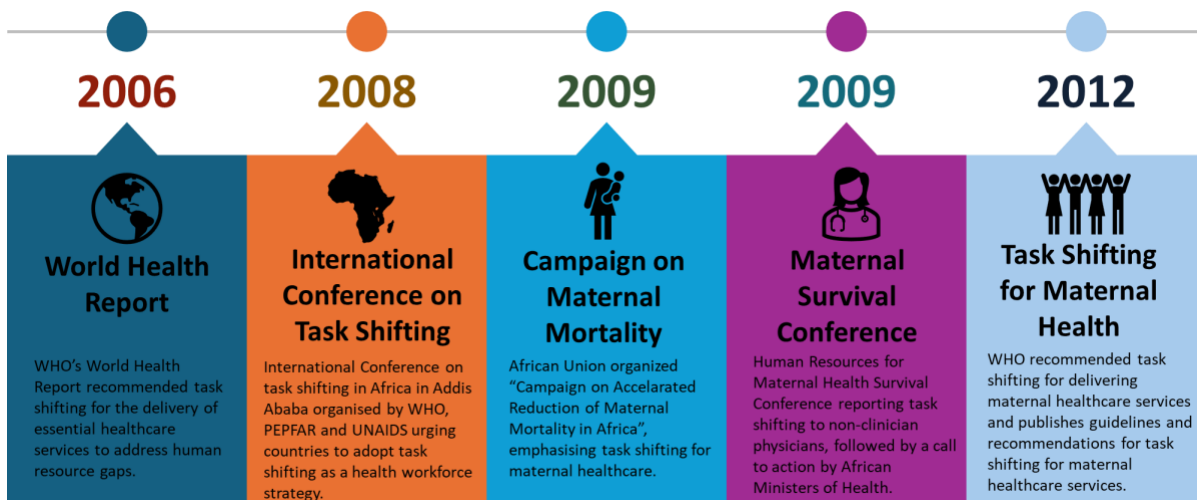 2006
2008
2009
2009
2012
World Health
Report
WHO's World Health
Report recommended task
shifting for the delivery of
essential healthcare
services to address human
resource gaps.
International
Conference on
Task Shifting
International Conference on
task shifting in Africa in Addis
Ababa organised by WHO,
PEPFAR and UNAIDS urging
countries to adopt task
shifting as a health workforce
strategy.
Campaign on
Maternal
Mortality
African Union organized
“Campaign on Accelarated
Reduction of Maternal
Mortality in Africa”,
emphasising task shifting for
maternal healthcare.
Maternal
Survival
Conference
Human Resources for
Maternal Health Survival
Conference reporting task
shifting to non-clinician
physicians, followed by a call
to action by African
Ministers of Health.
Task Shifting
for Maternal
Health
WHO recommended task
shifting for delivering
maternal healthcare services
and publishes guidelines and
recommendations for task
shifting for maternal
healthcare services.